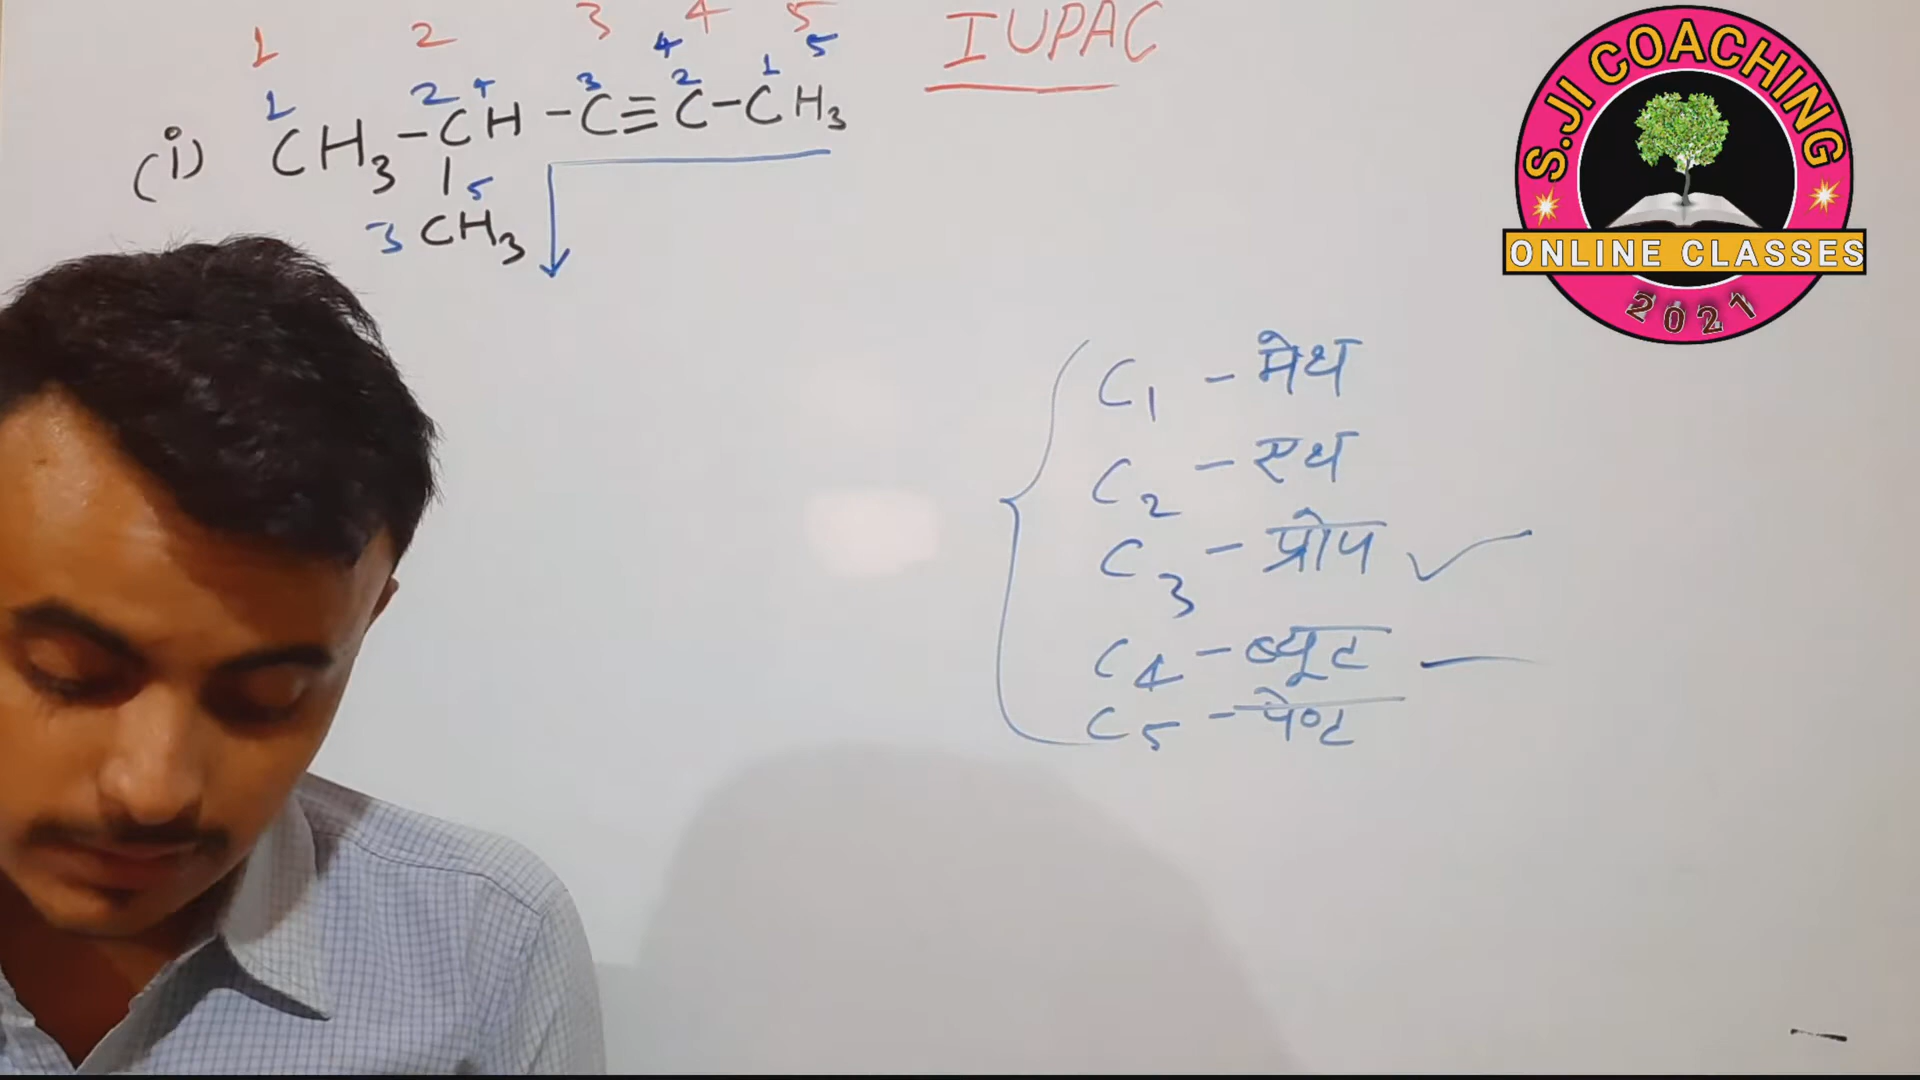 IUPAC
1 2 3 4 5
1 2 4 3 4 2 1 5
(i) CH3 - CH - C ≡ C - CH3
| 5
3 CH3
C1 - मेथ
C2 - एथ
C3 - प्रोप ✓
C4 - ब्यूट —
C5 - पेण्ट
S.JI COACHING
ONLINE CLASSES
2021